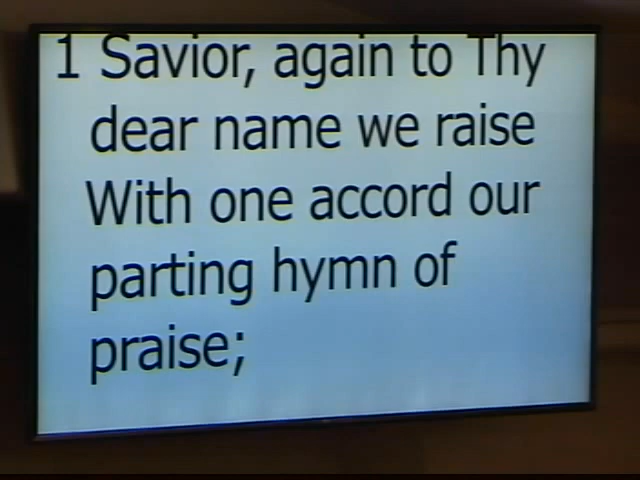 1 Savior, again to Thy
dear name we raise
With one accord our
parting hymn of
praise;